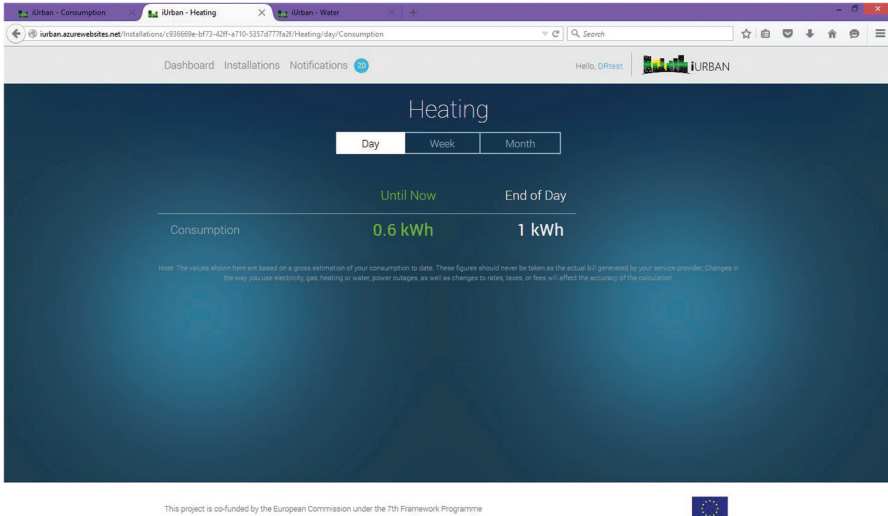 iUrban - Consumption
iUrban - Heating
iUrban - Water
iurban.azurewebsites.net/Installations/c936669e-bf73-42ff-a710-5357d777fa2f/Heating/day/Consumption
Search
Dashboard Installations Notifications 20
Hello, DRtest
iURBAN
Heating
Day Week Month
Until Now End of Day
Consumption 0.6 kWh 1 kWh
Note: The values shown here are based on a gross estimation of your consumption to date. These figures should never be taken as the actual bill generated by your service provider. Changes in
the way you use electricity, gas, heating or water, power outages, as well as changes to rates, taxes, or fees will effect the accuracy of the calculation.
This project is co-funded by the European Commission under the 7th Framework Programme